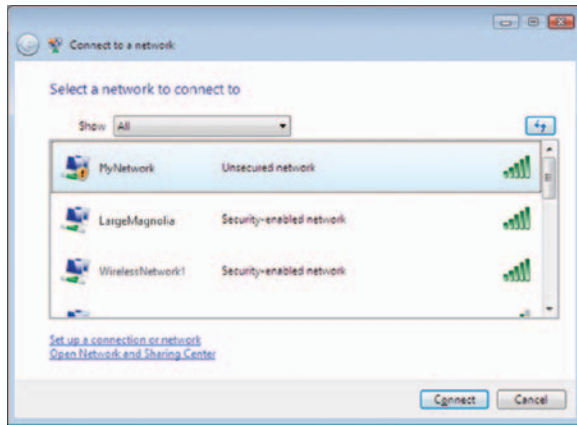 Connect to a network
Select a network to connect to
Show All
MyNetwork Unsecured network
LargeMagnolia Security-enabled network
WirelessNetwork1 Security-enabled network
Set up a connection or network
Open Network and Sharing Center
Connect Cancel